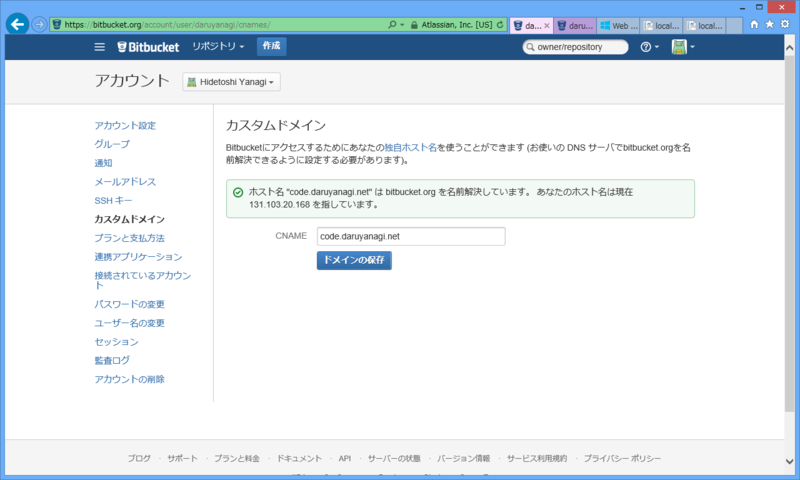 https://bitbucket.org/account/user/daruyanagi/cnames/
Atlassian, Inc. [US]
da...
daru...
Web ...
local...
local...
Bitbucket
リポジトリ
作成
owner/repository
アカウント
Hidetoshi Yanagi
アカウント設定
グループ
通知
メールアドレス
SSH キー
カスタムドメイン
プランと支払方法
連携アプリケーション
接続されているアカウン
ト
パスワードの変更
ユーザー名の変更
セッション
監査ログ
アカウントの削除
カスタムドメイン
Bitbucketにアクセスするためにあなたの独自ホスト名を使うことができます (お使いの DNS サーバでbitbucket.orgを名
前解決できるように設定する必要があります)。
ホスト名 "code.daruyanagi.net" は bitbucket.org を名前解決しています。 あなたのホスト名は現在
131.103.20.168 を指しています。
CNAME
code.daruyanagi.net
ドメインの保存
ブログ · サポート · プランと料金 · ドキュメント · API · サーバーの状態 · バージョン情報 · サービス利用規約 · プライバシー ポリシー